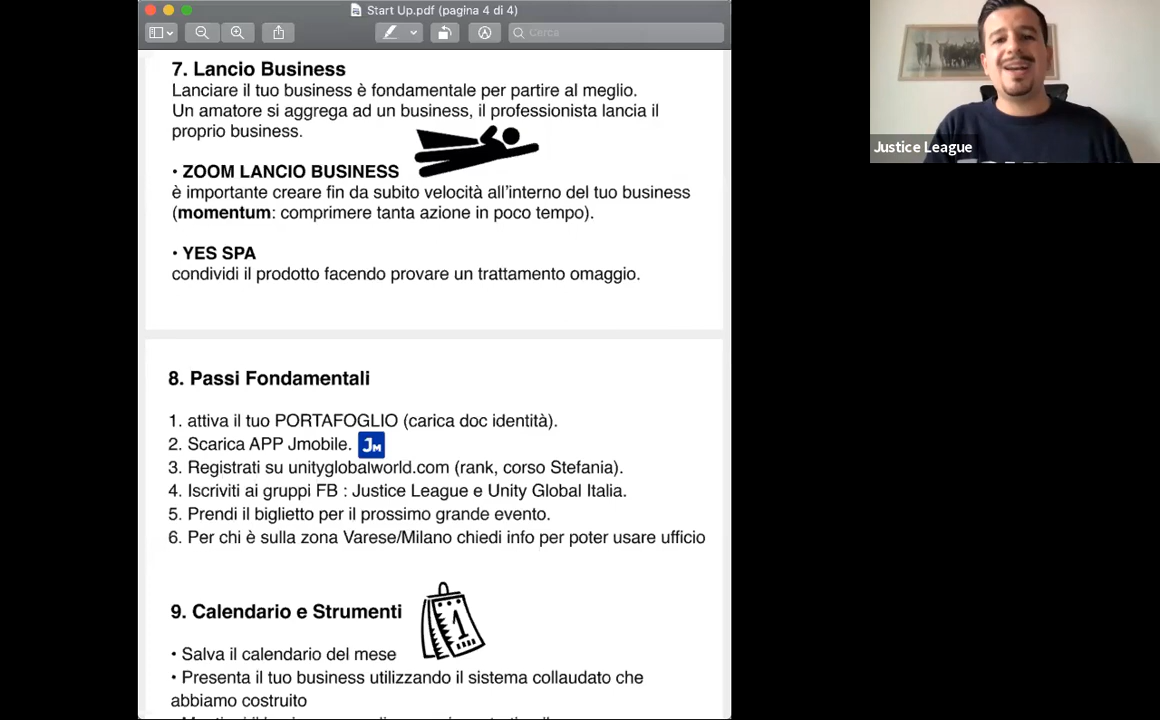 Start Up.pdf (pagina 4 di 4)
Cerca
7. Lancio Business
Lanciare il tuo business è fondamentale per partire al meglio.
Un amatore si aggrega ad un business, il professionista lancia il
proprio business.
• ZOOM LANCIO BUSINESS
è importante creare fin da subito velocità all'interno del tuo business
(momentum: comprimere tanta azione in poco tempo).
• YES SPA
condividi il prodotto facendo provare un trattamento omaggio.
8. Passi Fondamentali
1. attiva il tuo PORTAFOGLIO (carica doc identità).
2. Scarica APP Jmobile. JM
3. Registrati su unityglobalworld.com (rank, corso Stefania).
4. Iscriviti ai gruppi FB : Justice League e Unity Global Italia.
5. Prendi il biglietto per il prossimo grande evento.
6. Per chi è sulla zona Varese/Milano chiedi info per poter usare ufficio
9. Calendario e Strumenti
1
• Salva il calendario del mese
• Presenta il tuo business utilizzando il sistema collaudato che
abbiamo costruito
Justice League